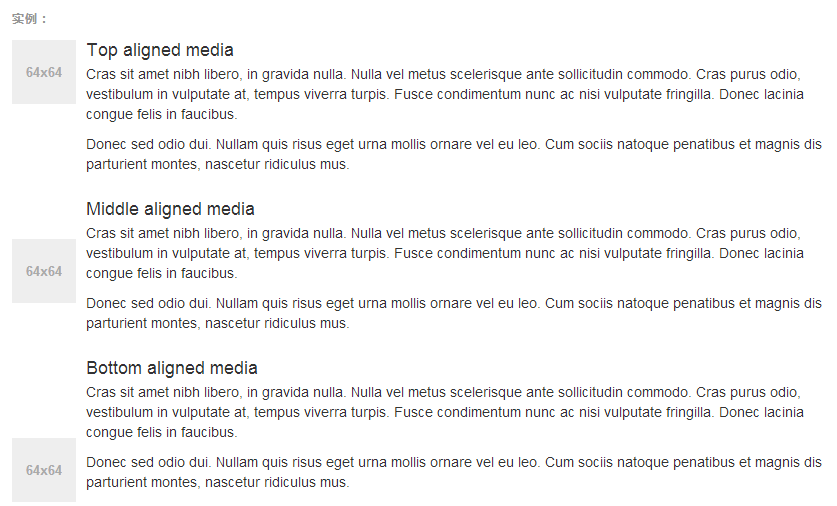 实例：
64x64
Top aligned media
Cras sit amet nibh libero, in gravida nulla. Nulla vel metus scelerisque ante sollicitudin commodo. Cras purus odio,
vestibulum in vulputate at, tempus viverra turpis. Fusce condimentum nunc ac nisi vulputate fringilla. Donec lacinia
congue felis in faucibus.
Donec sed odio dui. Nullam quis risus eget urna mollis ornare vel eu leo. Cum sociis natoque penatibus et magnis dis
parturient montes, nascetur ridiculus mus.
Middle aligned media
64x64
Cras sit amet nibh libero, in gravida nulla. Nulla vel metus scelerisque ante sollicitudin commodo. Cras purus odio,
vestibulum in vulputate at, tempus viverra turpis. Fusce condimentum nunc ac nisi vulputate fringilla. Donec lacinia
congue felis in faucibus.
Donec sed odio dui. Nullam quis risus eget urna mollis ornare vel eu leo. Cum sociis natoque penatibus et magnis dis
parturient montes, nascetur ridiculus mus.
Bottom aligned media
Cras sit amet nibh libero, in gravida nulla. Nulla vel metus scelerisque ante sollicitudin commodo. Cras purus odio,
vestibulum in vulputate at, tempus viverra turpis. Fusce condimentum nunc ac nisi vulputate fringilla. Donec lacinia
congue felis in faucibus.
64x64
Donec sed odio dui. Nullam quis risus eget urna mollis ornare vel eu leo. Cum sociis natoque penatibus et magnis dis
parturient montes, nascetur ridiculus mus.